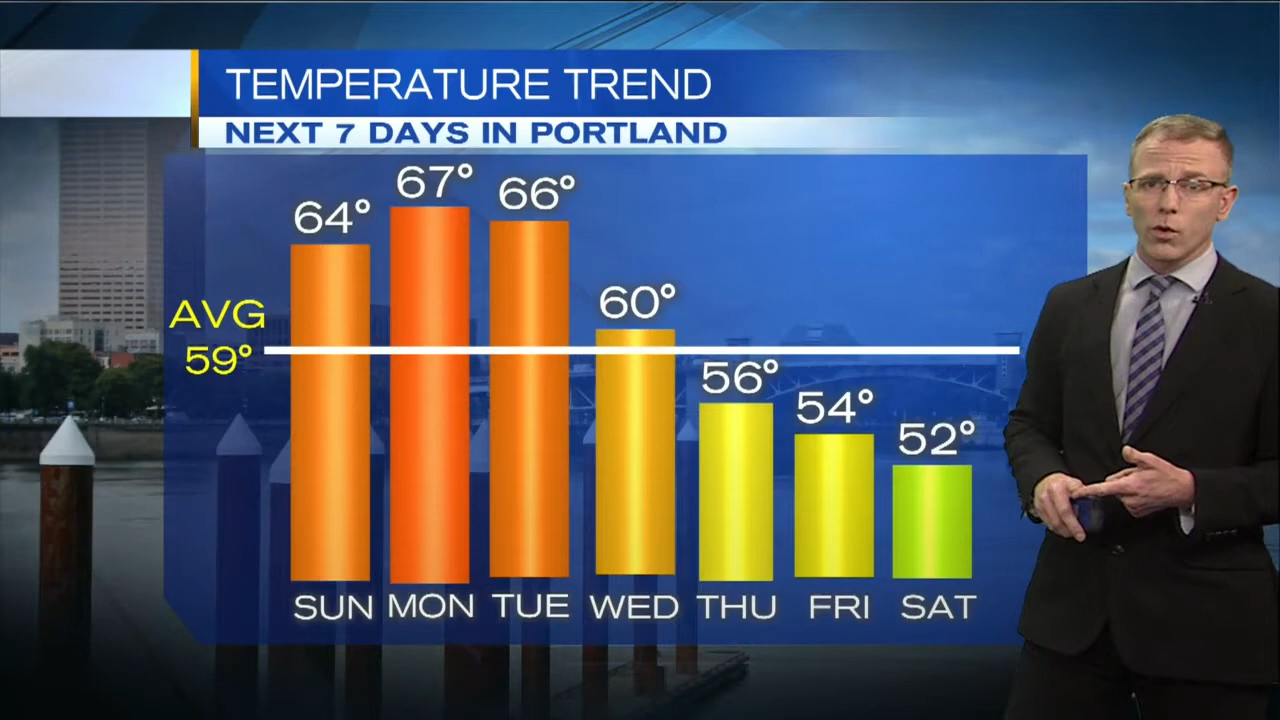 TEMPERATURE TREND
NEXT 7 DAYS IN PORTLAND
64° 67° 66° 60° 56° 54° 52°
AVG
59°
SUN MON TUE WED THU FRI SAT